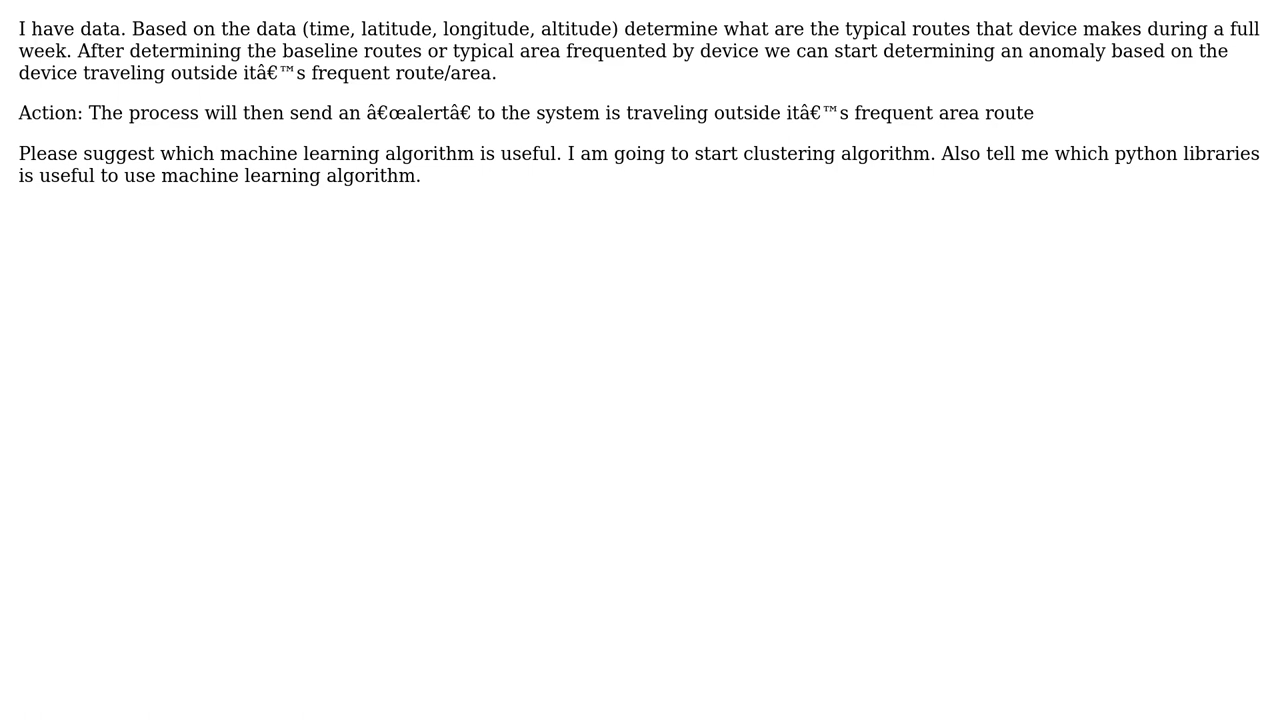 I have data. Based on the data (time, latitude, longitude, altitude) determine what are the typical routes that device makes during a full
week. After determining the baseline routes or typical area frequented by device we can start determining an anomaly based on the
device traveling outside itâ€™s frequent route/area.
Action: The process will then send an â€œalertâ€ to the system is traveling outside itâ€™s frequent area route
Please suggest which machine learning algorithm is useful. I am going to start clustering algorithm. Also tell me which python libraries
is useful to use machine learning algorithm.